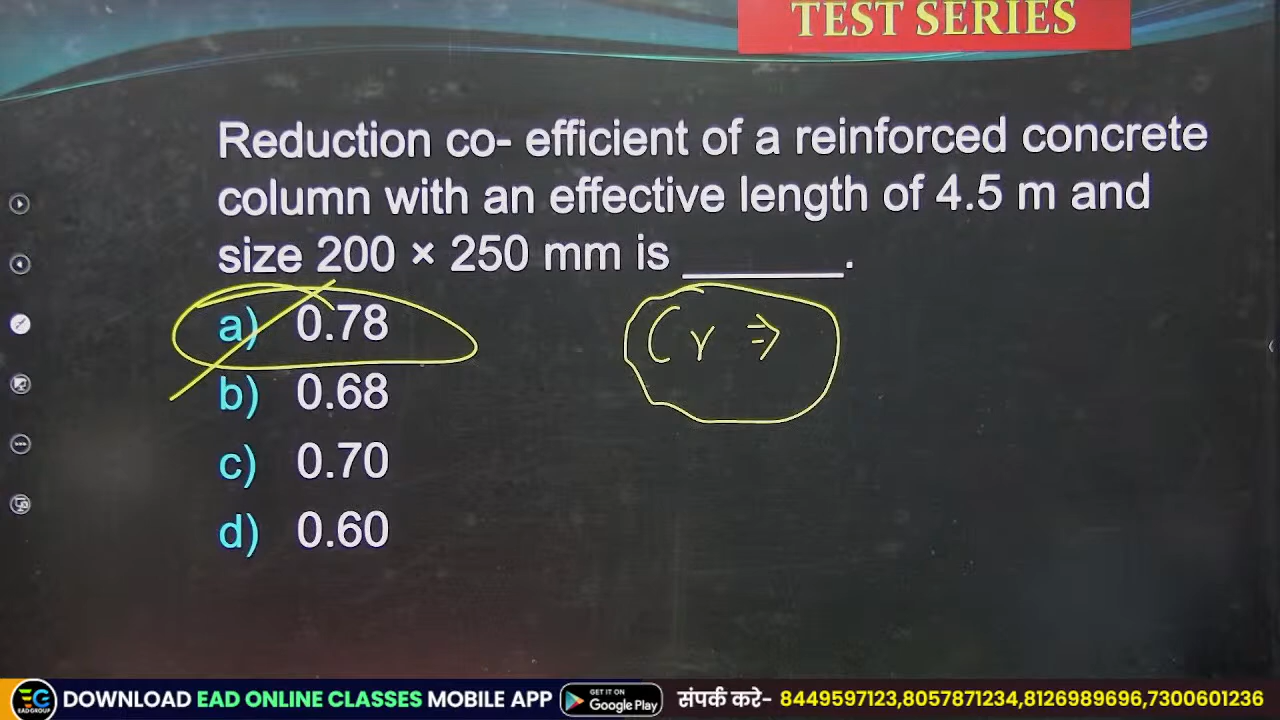 TEST SERIES
Reduction co- efficient of a reinforced concrete
column with an effective length of 4.5 m and
size 200 × 250 mm is ________.
a) 0.78
Cr ⇒
b) 0.68
c) 0.70
d) 0.60
EG EAD GROUP DOWNLOAD EAD ONLINE CLASSES MOBILE APP GET IT ON Google Play संपर्क करे- 8449597123,8057871234,8126989696,7300601236